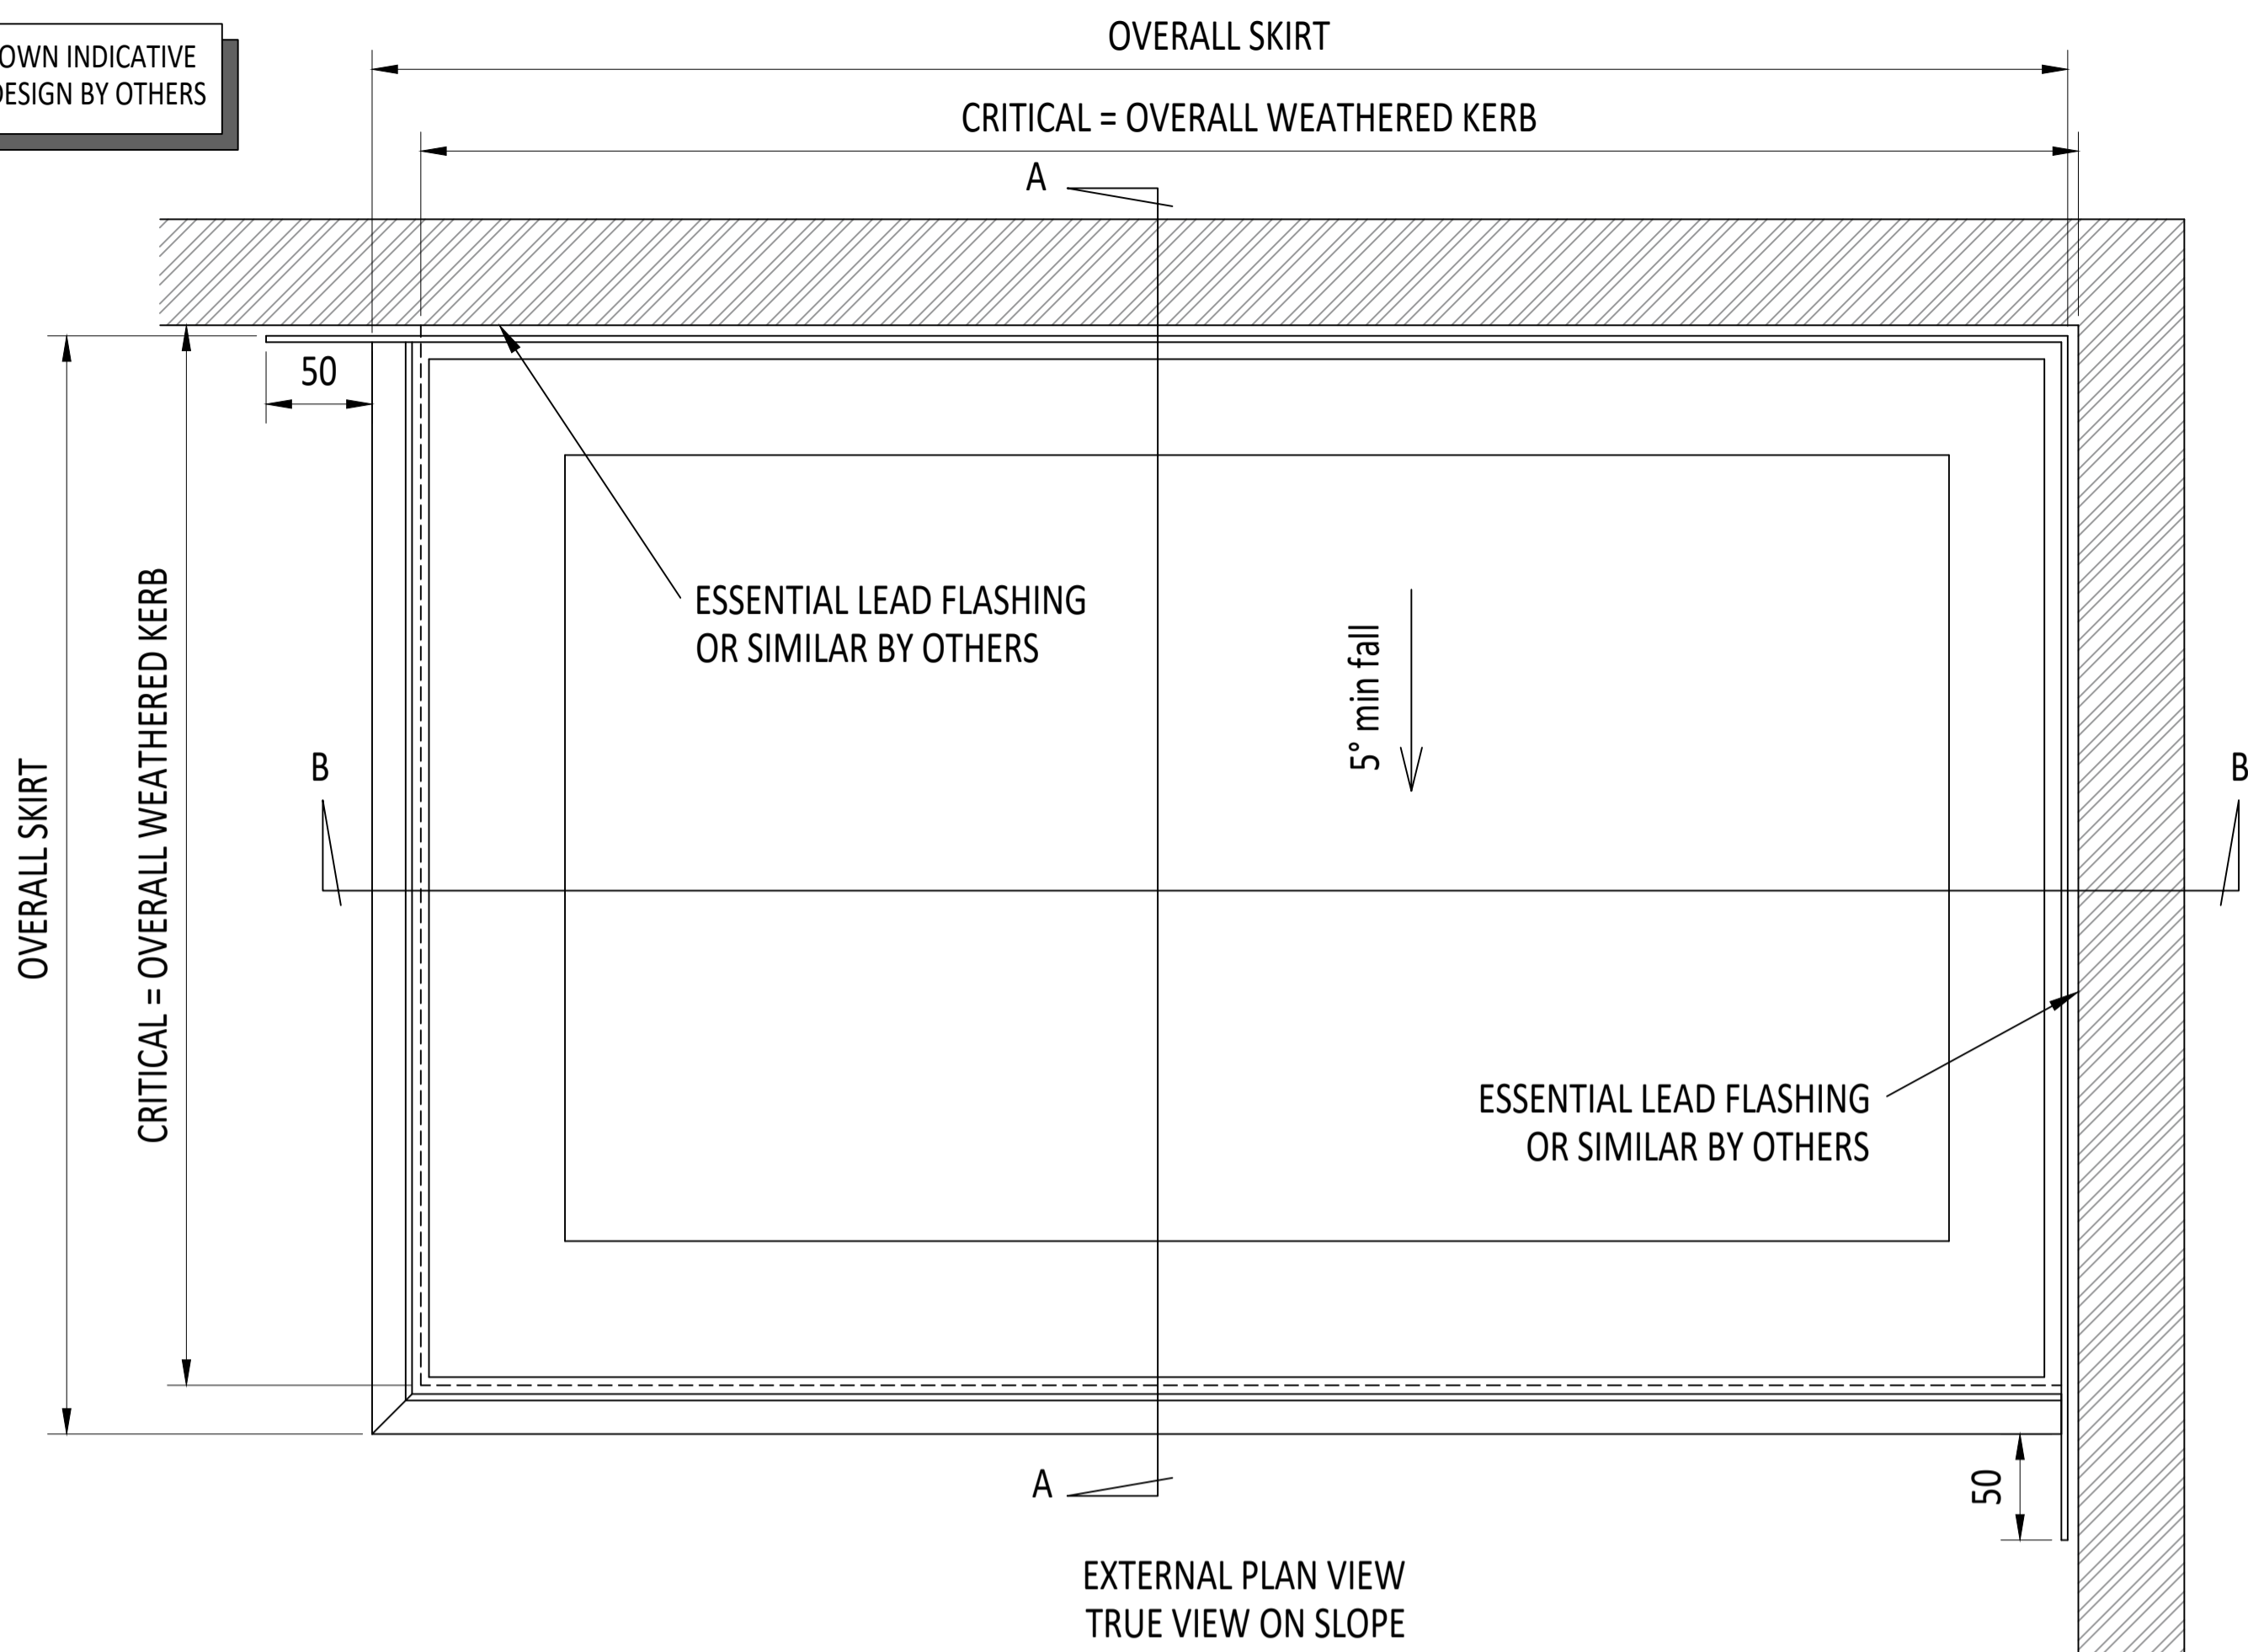 OWN INDICATIVE
DESIGN BY OTHERS
OVERALL SKIRT
CRITICAL = OVERALL WEATHERED KERB
A
50
ESSENTIAL LEAD FLASHING
OR SIMILAR BY OTHERS
5° min fall
OVERALL SKIRT
CRITICAL = OVERALL WEATHERED KERB
B
B
ESSENTIAL LEAD FLASHING
OR SIMILAR BY OTHERS
A
50
EXTERNAL PLAN VIEW
TRUE VIEW ON SLOPE